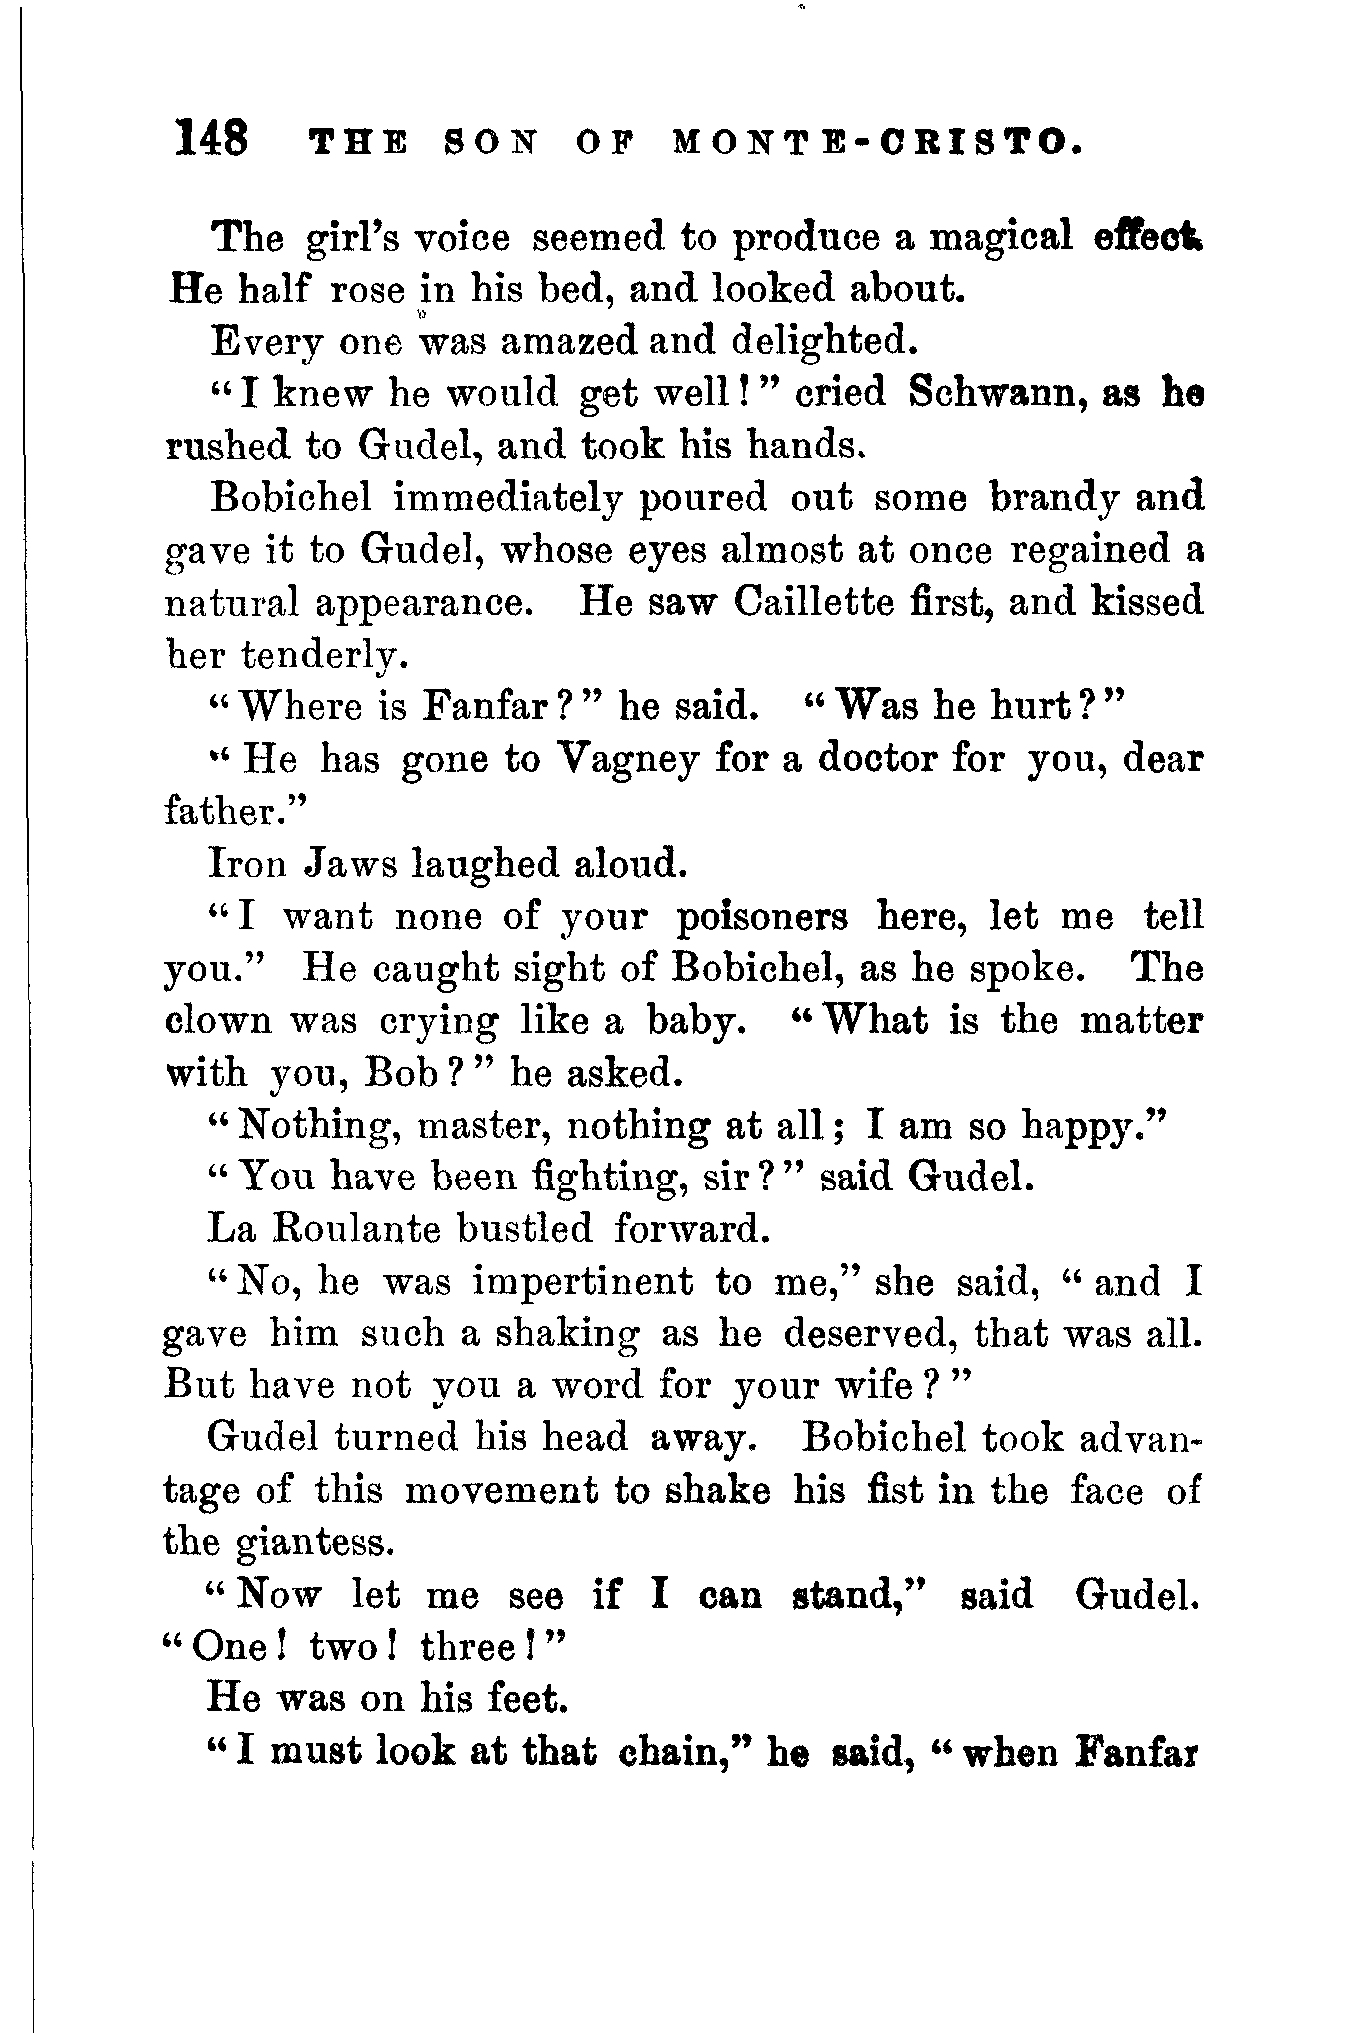 148 THE SON OF MONTE-CRISTO.
The girl's voice seemed to produce a magical effect.
He half rose in his bed, and looked about.
Every one was amazed and delighted.
“I knew he would get well!” cried Schwann, as he
rushed to Gudel, and took his hands.
Bobichel immediately poured out some brandy and
gave it to Gudel, whose eyes almost at once regained a
natural appearance. He saw Caillette first, and kissed
her tenderly.
“Where is Fanfar?” he said. “Was he hurt?”
“He has gone to Vagney for a doctor for you, dear
father.”
Iron Jaws laughed aloud.
“I want none of your poisoners here, let me tell
you.” He caught sight of Bobichel, as he spoke. The
clown was crying like a baby. “What is the matter
with you, Bob?” he asked.
“Nothing, master, nothing at all; I am so happy.”
“You have been fighting, sir?” said Gudel.
La Roulante bustled forward.
“No, he was impertinent to me,” she said, “and I
gave him such a shaking as he deserved, that was all.
But have not you a word for your wife?”
Gudel turned his head away. Bobichel took advan-
tage of this movement to shake his fist in the face of
the giantess.
“Now let me see if I can stand,” said Gudel.
“One! two! three!”
He was on his feet.
“I must look at that chain,” he said, “when Fanfar